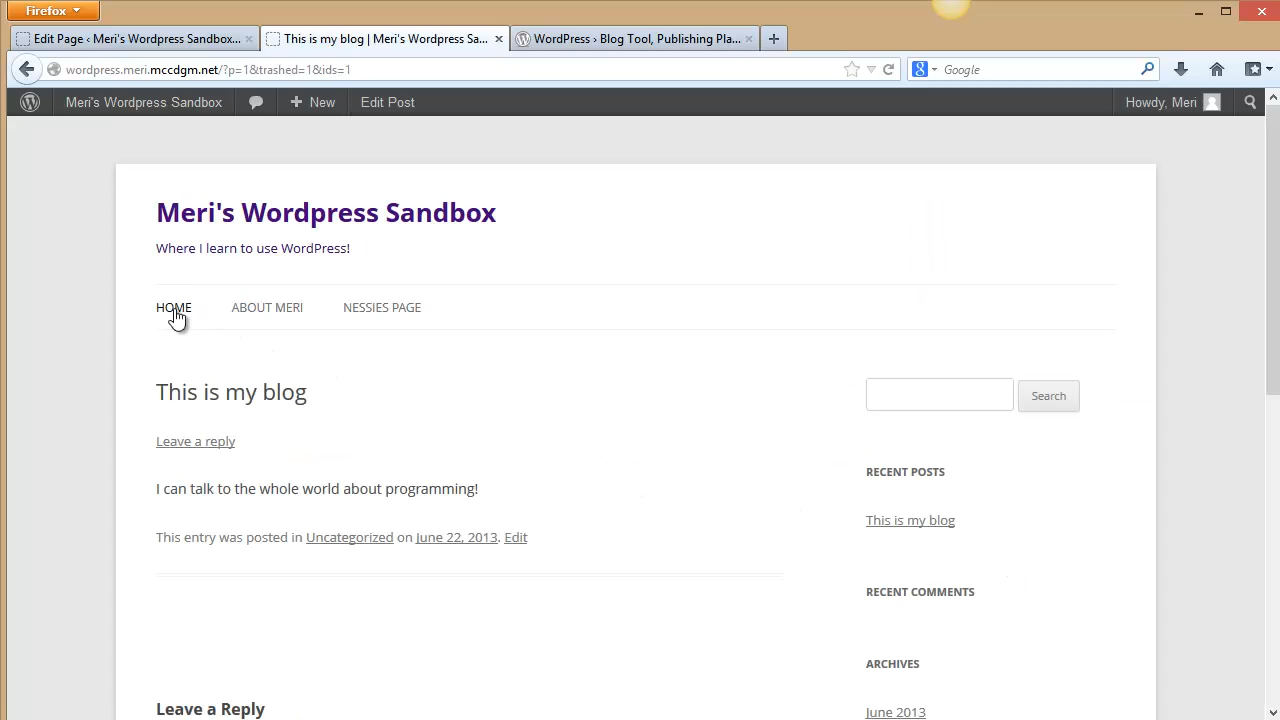 Firefox
Edit Page ‹ Meri's Wordpress Sandbox...
This is my blog | Meri's Wordpress Sa...
WordPress › Blog Tool, Publishing Pla...
wordpress.meri.mccdgm.net/?p=1&trashed=1&ids=1
Google
Meri's Wordpress Sandbox
New
Edit Post
Howdy, Meri
Meri's Wordpress Sandbox
Where I learn to use WordPress!
HOME
ABOUT MERI
NESSIES PAGE
This is my blog
Leave a reply
I can talk to the whole world about programming!
This entry was posted in Uncategorized on June 22, 2013. Edit
Leave a Reply
Search
RECENT POSTS
This is my blog
RECENT COMMENTS
ARCHIVES
June 2013